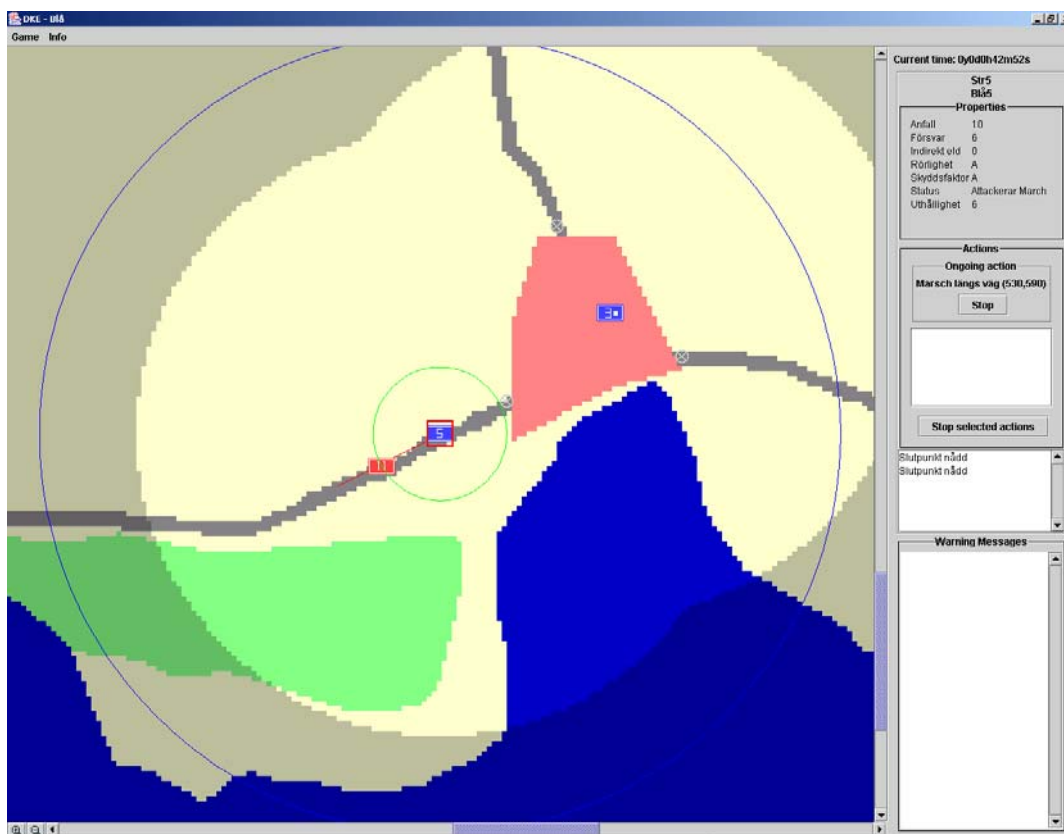 DKE - Blå
Game Info
Current time: 0y0d0h42m52s
Str5
Blå5
Properties
Anfall 10
Försvar 6
Indirekt eld 0
Rörlighet A
Skyddsfaktor A
Status Attackerar March
Uthållighet 6
Actions
Ongoing action
Marsch längs väg (530,590)
Stop
3
5
11
Stop selected actions
Slutpunkt nådd
Slutpunkt nådd
Warning Messages